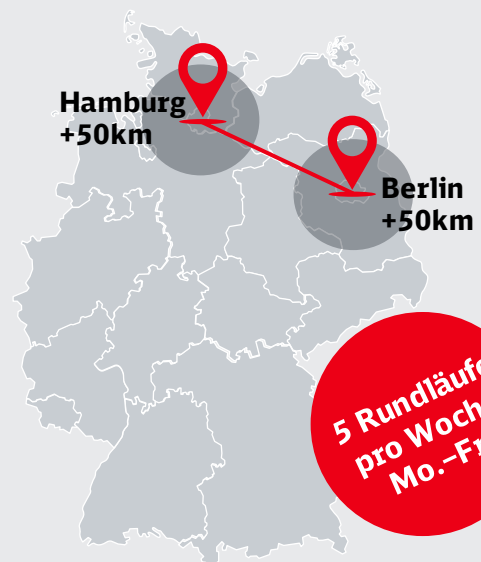 Hamburg
+50km
Berlin
+50km
5 Rundläufe
pro Woch
Mo.–Fr